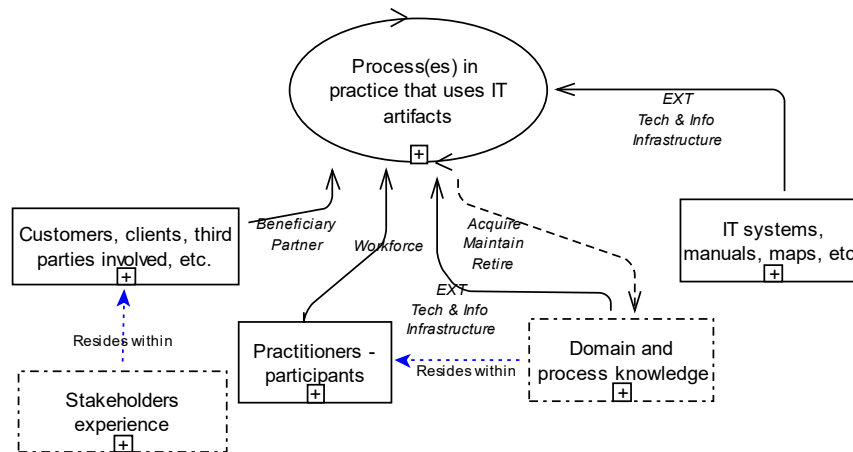 Process(es) in
practice that uses IT
artifacts
+
EXT
Tech & Info
Infrastructure
Customers, clients, third
parties involved, etc.
+
Beneficiary
Partner
Workforce
Acquire
Maintain
Retire
IT systems,
manuals, maps, etc
+
EXT
Tech & Info
Infrastructure
Resides within
Practitioners -
participants
+
Resides within
Domain and
process knowledge
+
Stakeholders
experience
+